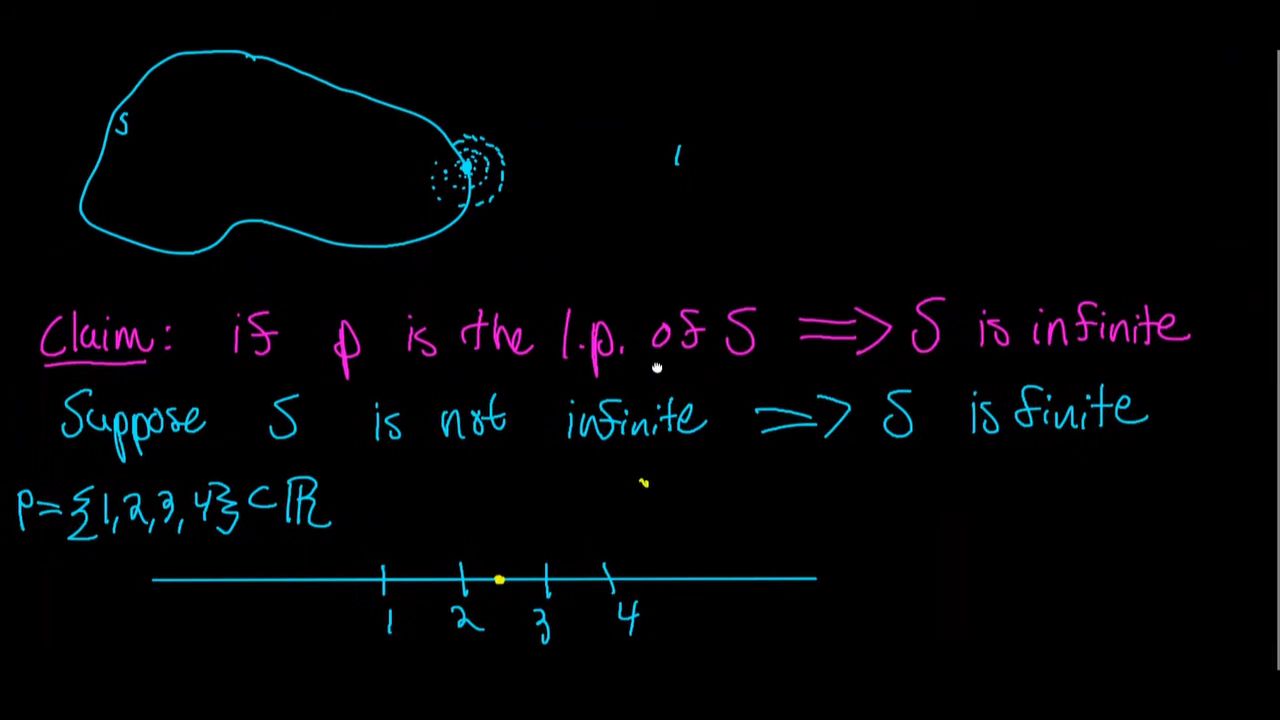 S
Claim: if p is the l.p. of S => S is infinite
Suppose S is not infinite => S is finite
P={1,2,3,4}⊂ℝ
1 2 3 4